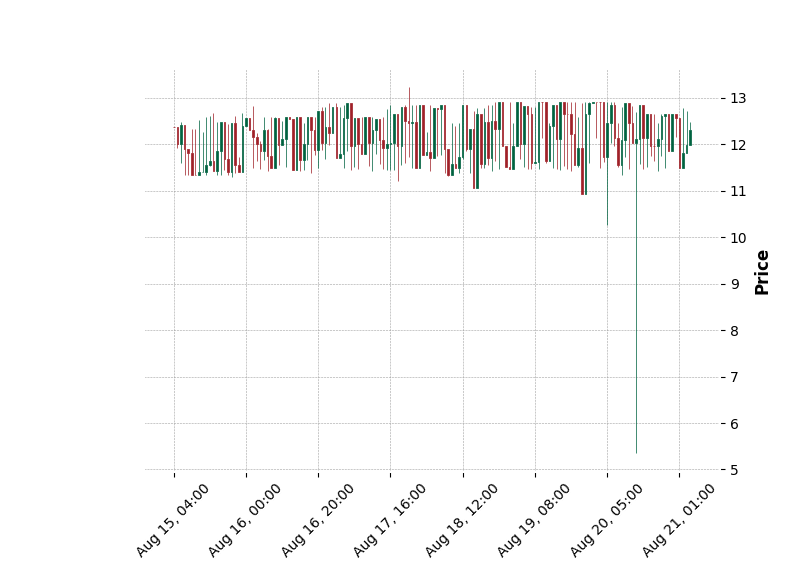 13
12
11
10
9
8
7
6
5
Price
Aug 15, 04:00
Aug 16, 00:00
Aug 16, 20:00
Aug 17, 16:00
Aug 18, 12:00
Aug 19, 08:00
Aug 20, 05:00
Aug 21, 01:00